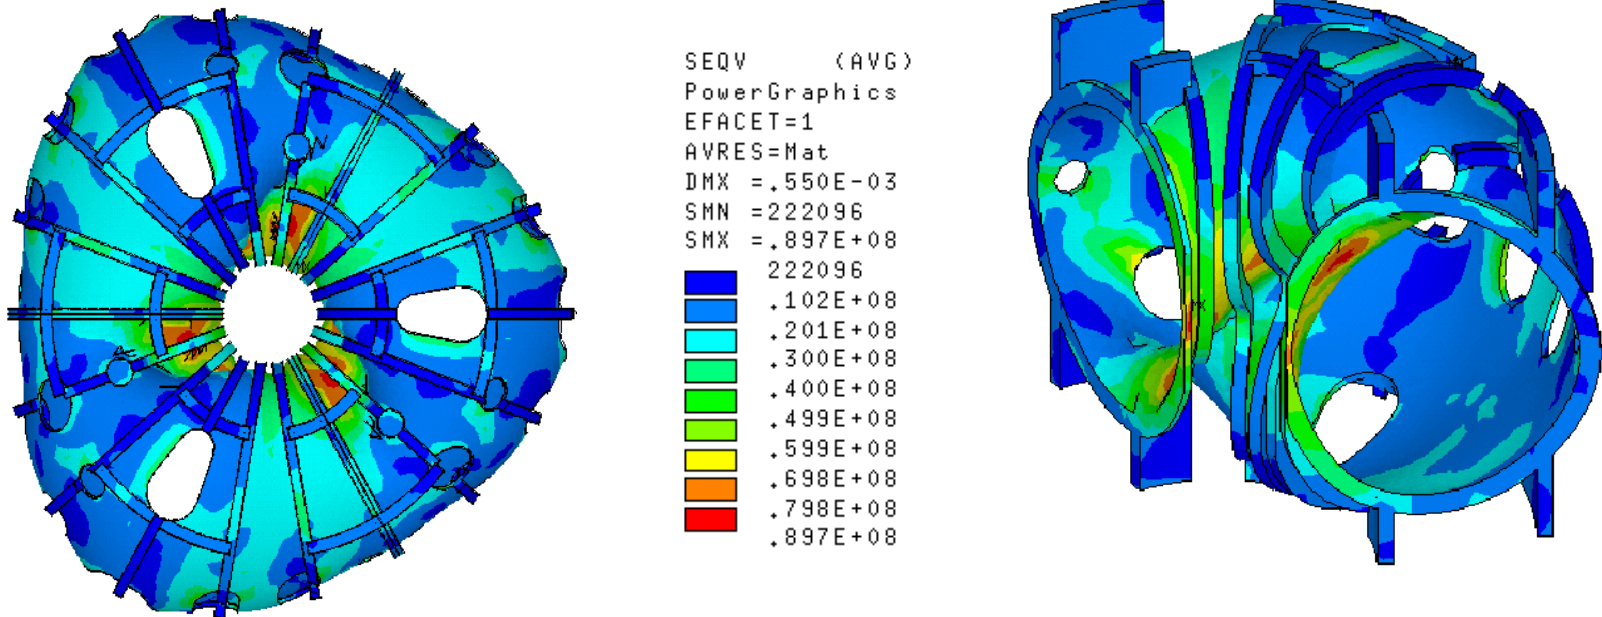 SEQV (AVG)
PowerGraphics
EFACET=1
AVRES=Mat
DMX =.550E-03
SMN =222096
SMX =.897E+08
222096
.102E+08
.201E+08
.300E+08
.400E+08
.499E+08
.599E+08
.698E+08
.798E+08
.897E+08